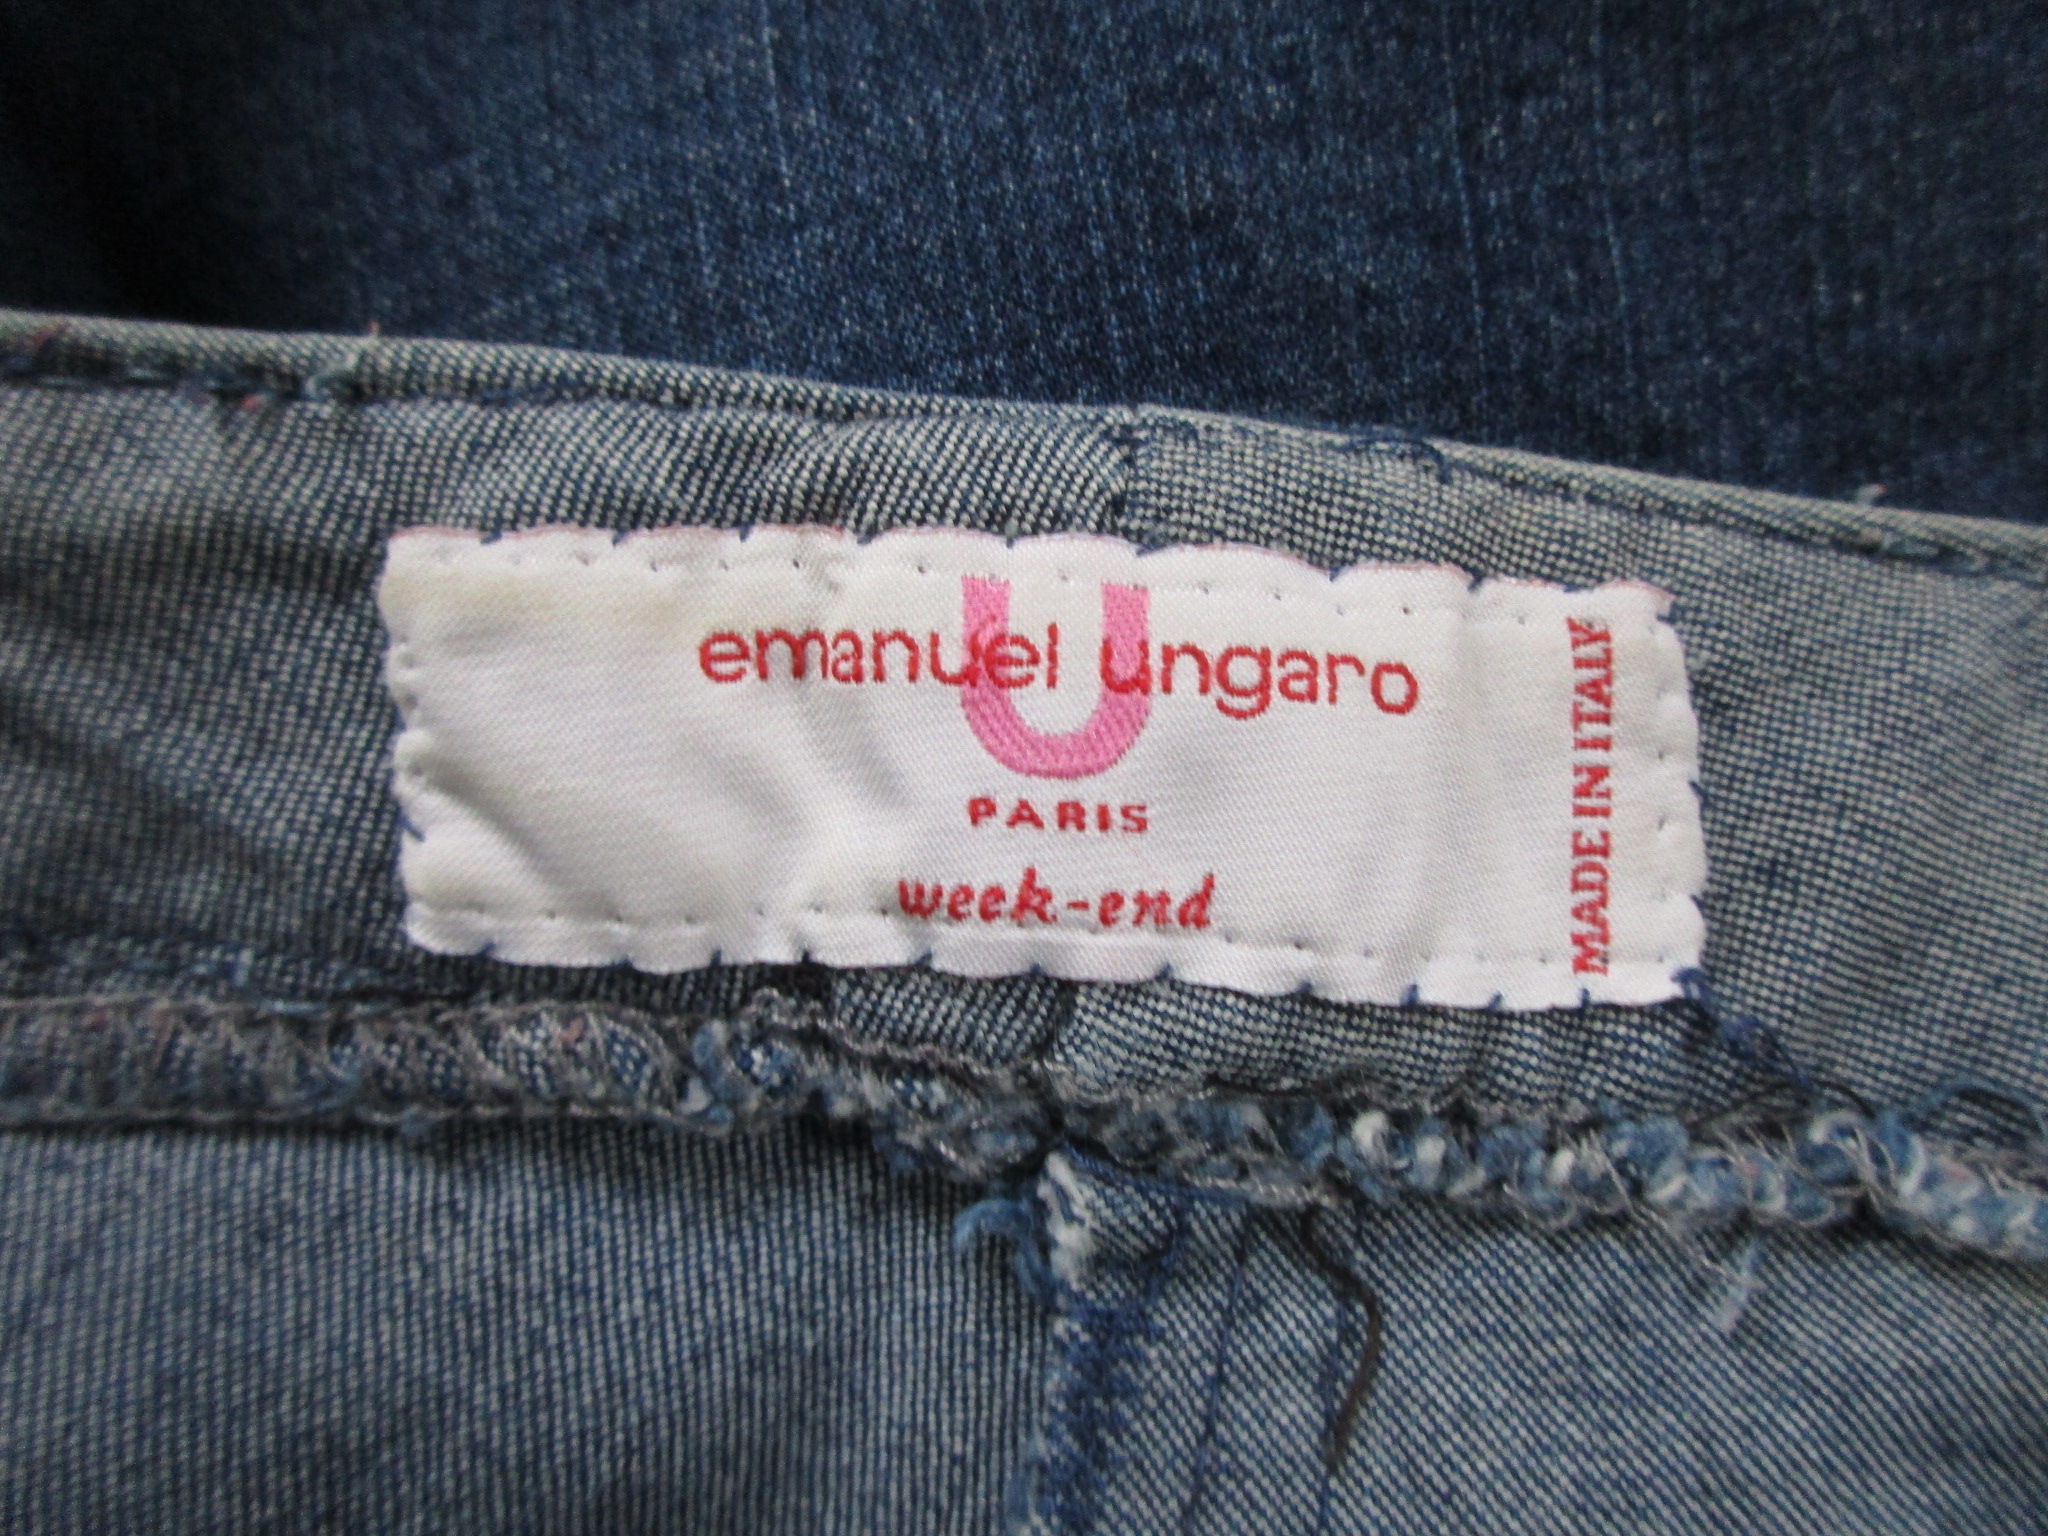 U
emanuel ungaro
PARIS
week-end
MADE IN ITALY